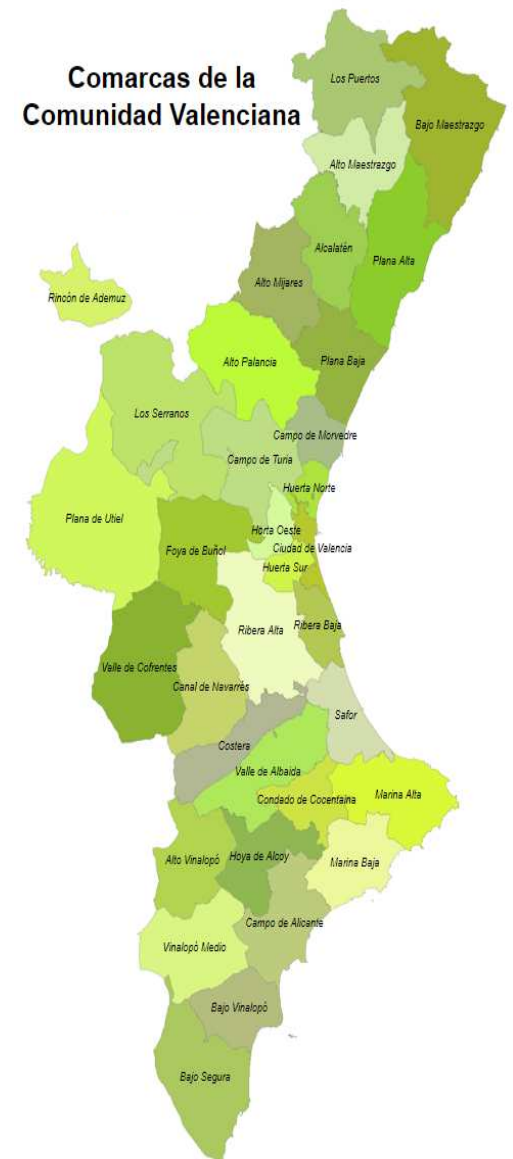 Comarcas de la
Comunidad Valenciana
Los Puertos
Bajo Maestrazgo
Alto Maestrazgo
Alcalatén
Plana Alta
Alto Mijares
Rincón de Ademuz
Alto Palancia
Plana Baja
Los Serranos
Campo de Morvedre
Campo de Turia
Huerta Norte
Plana de Utiel
Horta Oeste
Foya de Buñol
Ciudad de Valencia
Huerta Sur
Ribera Alta
Ribera Baja
Valle de Cofrentes
Canal de Navarrés
Safor
Costera
Valle de Albaida
Condado de Cocentaina
Marina Alta
Alto Vinalopó
Hoya de Alcoy
Marina Baja
Campo de Alicante
Vinalopó Medio
Bajo Vinalopó
Bajo Segura